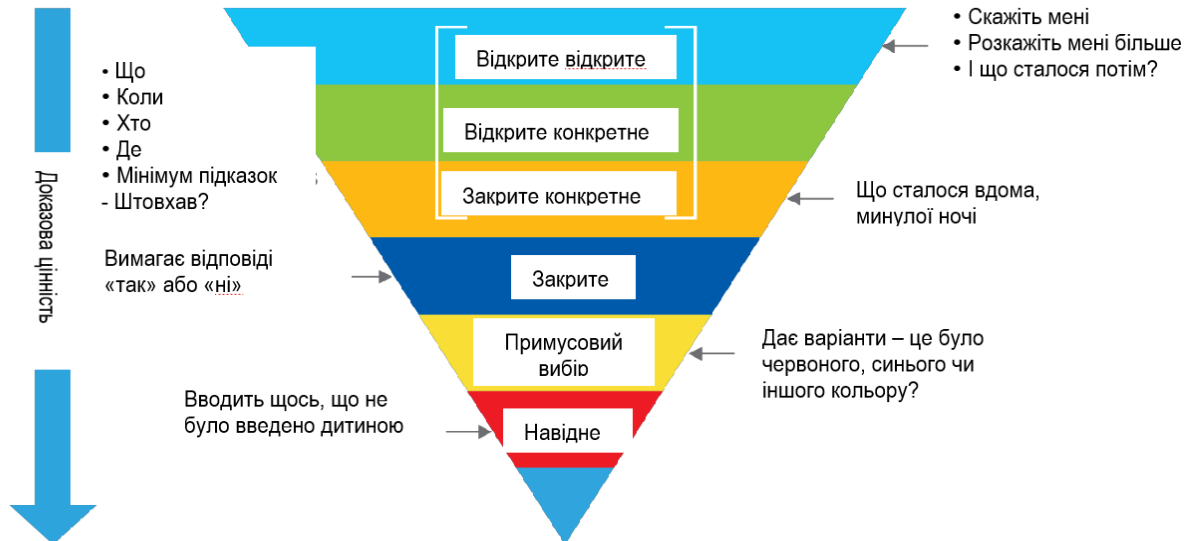 Доказова цінність
• Скажіть мені
• Розкажіть мені більше
• І що сталося потім?
Відкрите відкрите
• Що
• Коли
• Хто
• Де
• Мінімум підказок
- Штовхав?
Відкрите конкретне
Закрите конкретне
Що сталося вдома,
минулої ночі
Вимагає відповіді
«так» або «ні»
Закрите
Примусовий
вибір
Дає варіанти – це було
червоного, синього чи
іншого кольору?
Вводить щось, що не
було введено дитиною
Навідне